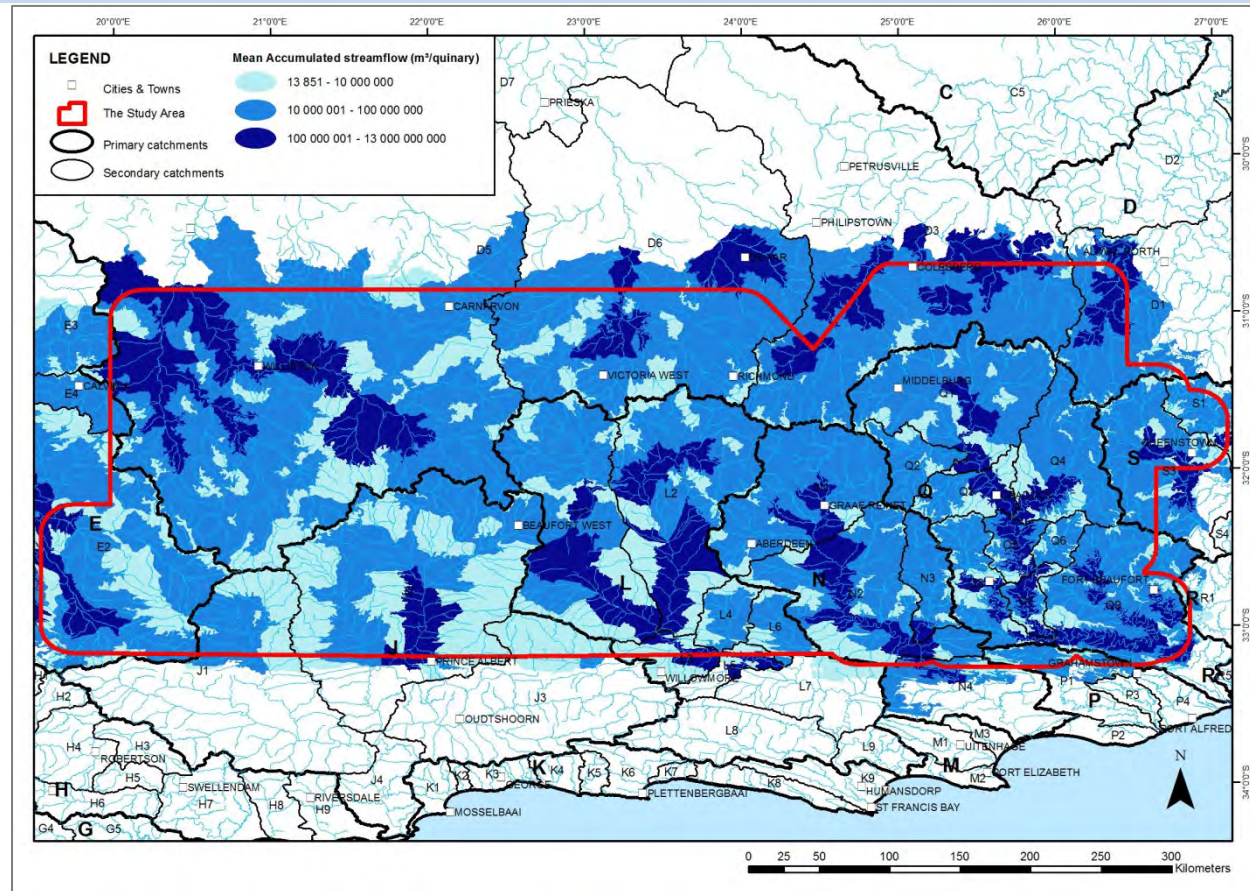 20°0'0"E 21°0'0"E 22°0'0"E 23°0'0"E 24°0'0"E 25°0'0"E 26°0'0"E 27°0'0"E
LEGEND
Cities & Towns
The Study Area
Primary catchments
Secondary catchments
Mean Accumulated streamflow (m³/quinary)
13 851 - 10 000 000
10 000 001 - 100 000 000
100 000 001 - 13 000 000 000
D7
PRIESKA
C
C5
D2
30°0'0"S
PETRUSVILLE
D
PHILIPSTOWN
D3
D5
D6
COLESBERG
D1
31°0'0"S
CARNARVON
E3
VICTORIA WEST
RICHMOND
MIDDELBURG
Q1
E4
S1
QUEENSTOWN
S
S3
32°0'0"S
Q2
Q4
L2
BEAUFORT WEST
GRAAF REINET
E
E2
ABERDEEN
Q6
S4
L
N
N3
FORT BEAUFORT
R
R1
N2
L4
L6
33°0'0"S
PRINCE ALBERT
GRAHAMSTOWN
J1
WILLOWMORE
L7
N4
P1
P
P3
P4
R
H2
J3
OUDTSHOORN
L8
PORT ALFRED
P2
H4
H3
ROBERTSON
L9
M1
M3
UITENHAGE
M
M2
PORT ELIZABETH
H5
H
H6
SWELLENDAM
H7
H8
RIVERSDALE
H9
J4
K1
K2
K3
GEORGE
K
K4
K5
K6
K7
K8
K9
HUMANSDORP
PLETTENBERGBAAI
ST FRANCIS BAY
MOSSELBAAI
34°0'0"S
G4
G
G5
N
0 25 50 100 150 200 250 300
Kilometers